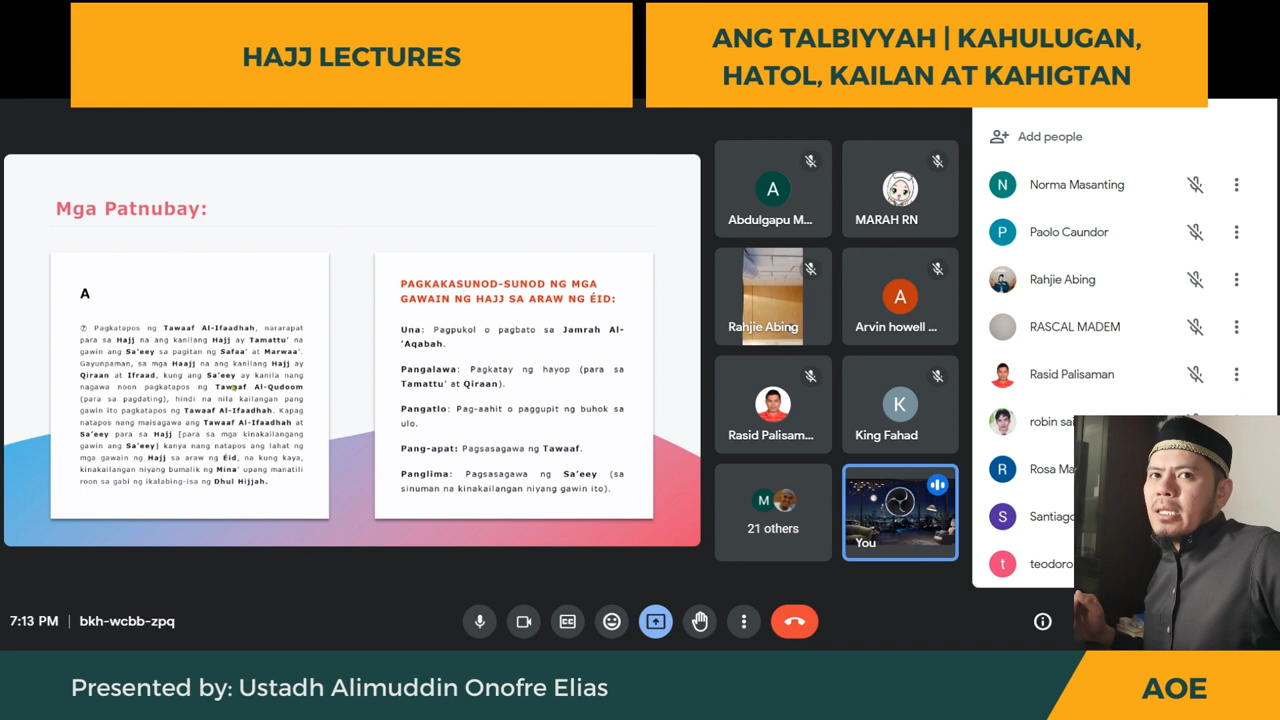 HAJJ LECTURES
ANG TALBIYYAH | KAHULUGAN,
HATOL, KAILAN AT KAHIGTAN
Mga Patnubay:
A
⑦ Pagkatapos ng Tawaaf Al-Ifaadhah, nararapat
para sa Hajj na ang kanilang Hajj ay Tamattu’ na
gawin ang Sa’eey sa pagitan ng Safaa’ at Marwaa’.
Gayunpaman, sa mga Haajj na ang kanilang Hajj ay
Qiraan at Ifraad, kung ang Sa’eey ay kanila nang
nagawa noon pagkatapos ng Tawaaf Al-Qudoom
(para sa pagdating), hindi na nila kailangan pang
gawin ito pagkatapos ng Tawaaf Al-Ifaadhah. Kapag
natapos nang maisagawa ang Tawaaf Al-Ifaadhah at
Sa’eey para sa Hajj [para sa mga kinakailangang
gawin ang Sa’eey] kanya nang natapos ang lahat ng
mga gawain ng Hajj sa araw ng Éid, na kung kaya,
kinakailangan niyang bumalik ng Mina’ upang manatili
roon sa gabi ng ikalabing-isa ng Dhul Hijjah.
PAGKAKASUNOD-SUNOD NG MGA
GAWAIN NG HAJJ SA ARAW NG ÉID:
Una: Pagpukol o pagbato sa Jamrah Al-
‘Aqabah.
Pangalawa: Pagkatay ng hayop (para sa
Tamattu’ at Qiraan).
Pangatlo: Pag-aahit o paggupit ng buhok sa
ulo.
Pang-apat: Pagsasagawa ng Tawaaf.
Panglima: Pagsasagawa ng Sa’eey (sa
sinuman na kinakailangan niyang gawin ito).
A
Abdulgapu M...
MARAH RN
Rahjie Abing
A
Arvin howell ...
Rasid Palisam...
K
King Fahad
M
21 others
You
Add people
N Norma Masanting
P Paolo Caundor
Rahjie Abing
RASCAL MADEM
Rasid Palisaman
robin
R Rosa
S
t
7:13 PM | bkh-wcbb-zpq
Presented by: Ustadh Alimuddin Onofre Elias
AOE